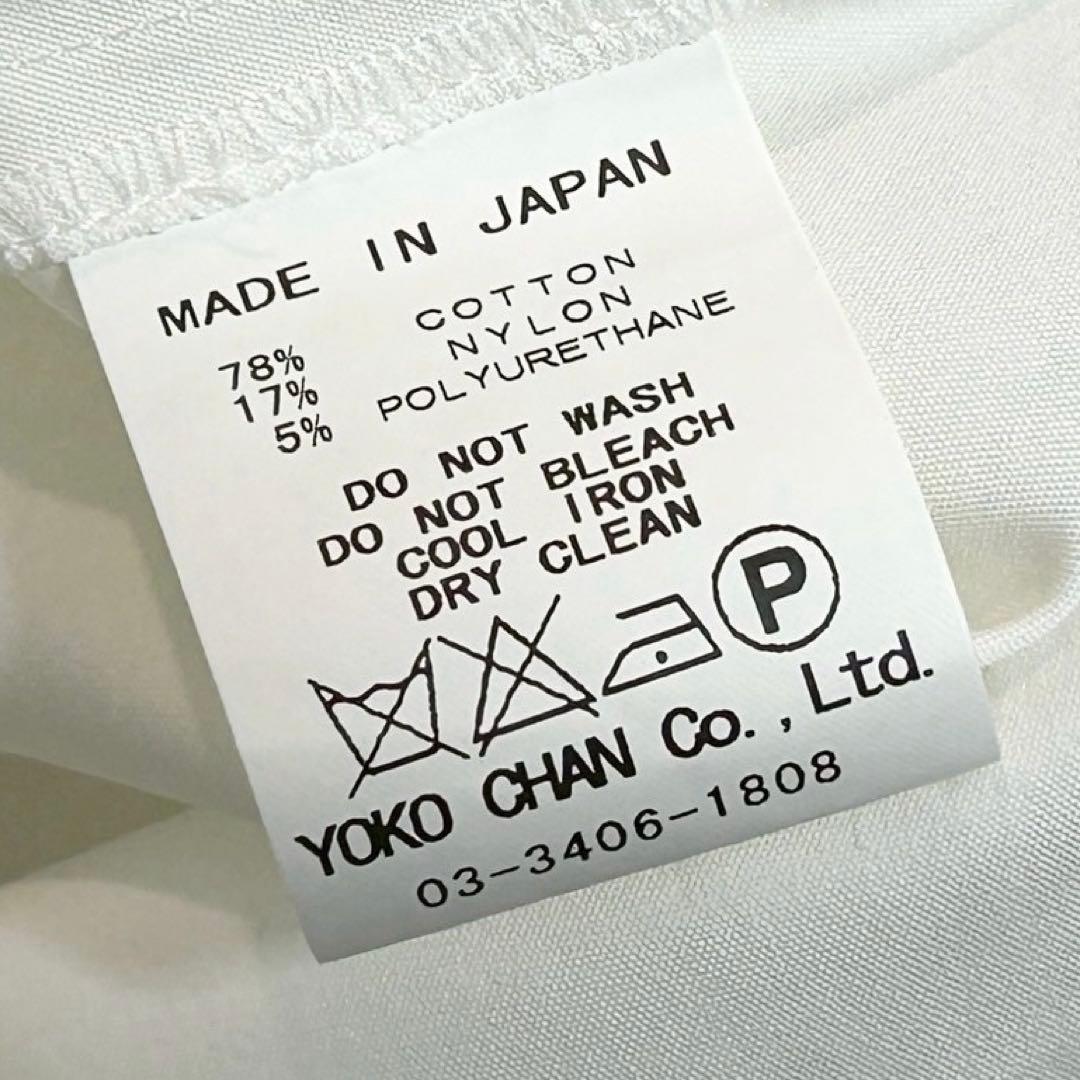 MADE IN JAPAN
78% COTTON
17% NYLON
5% POLYURETHANE
DO NOT WASH
DO NOT BLEACH
COOL IRON
DRY CLEAN
P
YOKO CHAN Co., Ltd.
03-3406-1808